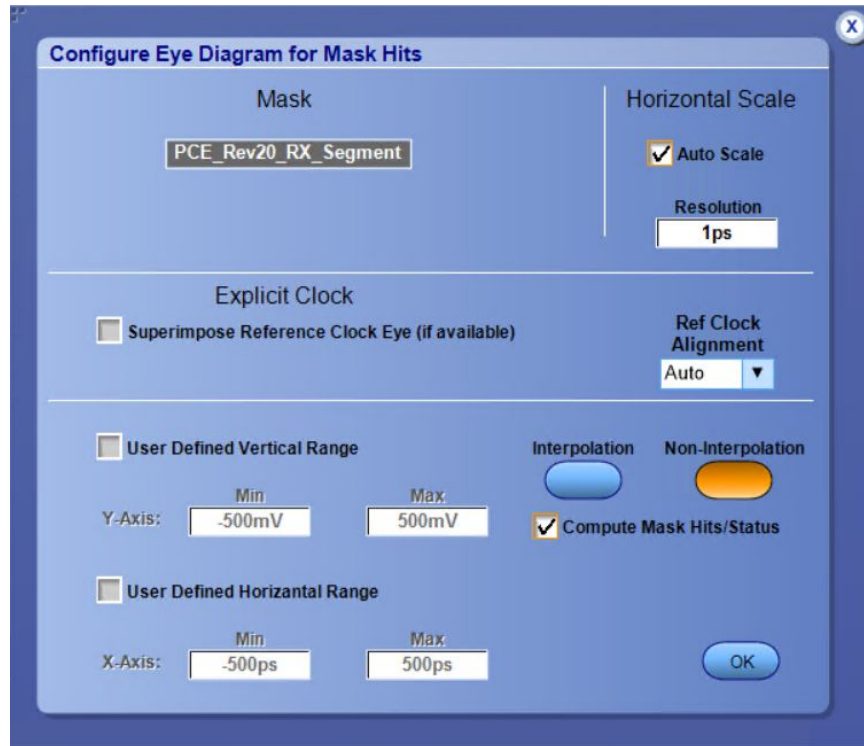 X
Configure Eye Diagram for Mask Hits
Mask
PCE_Rev20_RX_Segment
Horizontal Scale
Auto Scale
Resolution
1ps
Explicit Clock
Superimpose Reference Clock Eye (if available)
Ref Clock
Alignment
Auto
User Defined Vertical Range
Y-Axis:
Min
-500mV
Max
500mV
Interpolation
Non-Interpolation
Compute Mask Hits/Status
User Defined Horizantal Range
X-Axis:
Min
-500ps
Max
500ps
OK